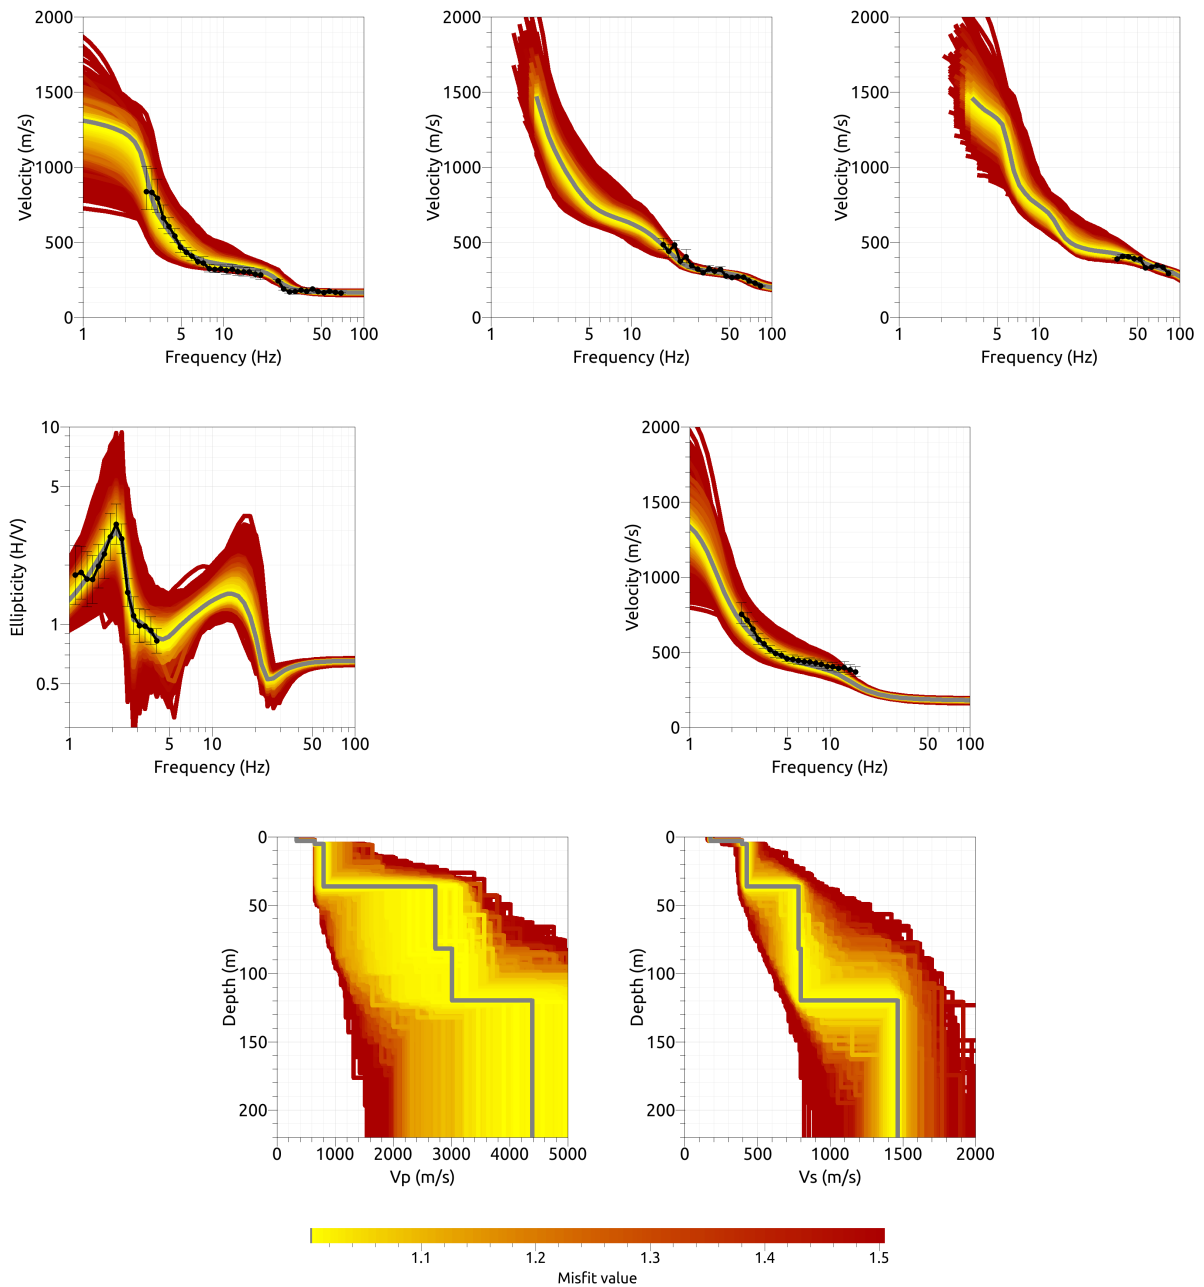 2000
1500
1000
500
0
Velocity (m/s)
1 5 10 50 100
Frequency (Hz)
2000
1500
1000
500
0
Velocity (m/s)
1 5 10 50 100
Frequency (Hz)
2000
1500
1000
500
0
Velocity (m/s)
1 5 10 50 100
Frequency (Hz)
10
5
1
0.5
Ellipticity (H/V)
1 5 10 50 100
Frequency (Hz)
2000
1500
1000
500
0
Velocity (m/s)
1 5 10 50 100
Frequency (Hz)
0
50
100
150
200
Depth (m)
0 1000 2000 3000 4000 5000
Vp (m/s)
0
50
100
150
200
Depth (m)
0 500 1000 1500 2000
Vs (m/s)
1.1 1.2 1.3 1.4 1.5
Misfit value